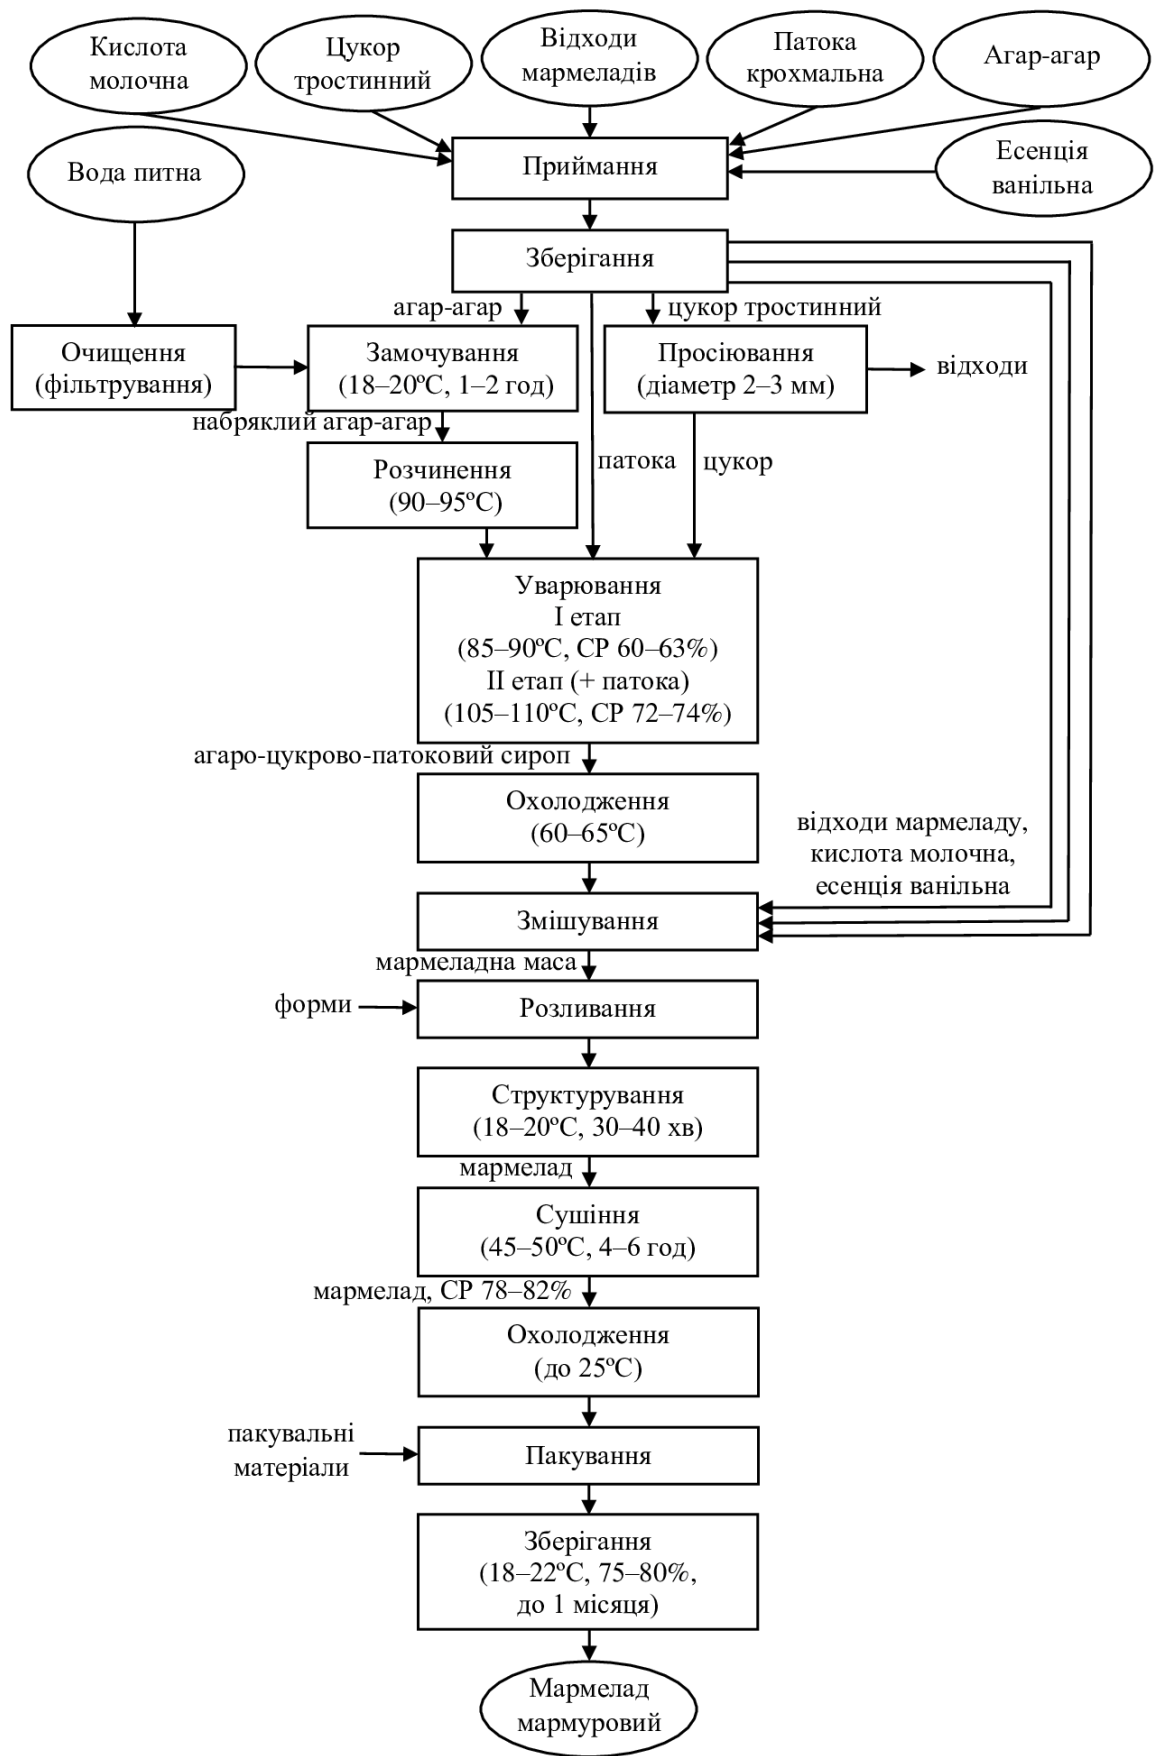 Кислота
молочна
Цукор
тростинний
Відходи
мармеладів
Патока
крохмальна
Агар-агар
Вода питна
Приймання
Есенція
ванільна
Зберігання
агар-агар
цукор тростинний
Очищення
(фільтрування)
Замочування
(18–20ºС, 1–2 год)
Просіювання
(діаметр 2–3 мм)
відходи
набряклий агар-агар
Розчинення
(90–95ºС)
патока
цукор
Уварювання
І етап
(85–90ºС, СР 60–63%)
ІІ етап (+ патока)
(105–110ºС, СР 72–74%)
агаро-цукрово-патоковий сироп
Охолодження
(60–65ºС)
відходи мармеладу,
кислота молочна,
есенція ванільна
Змішування
мармеладна маса
форми
Розливання
Структурування
(18–20ºС, 30–40 хв)
мармелад
Сушіння
(45–50ºС, 4–6 год)
мармелад, СР 78–82%
Охолодження
(до 25ºС)
пакувальні
матеріали
Пакування
Зберігання
(18–22ºС, 75–80%,
до 1 місяця)
Мармелад
мармуровий